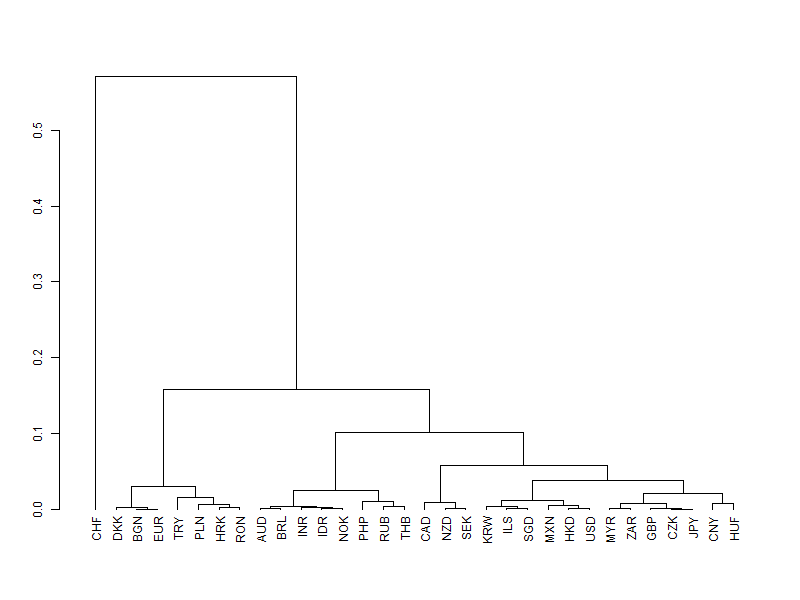 0.5
0.4
0.3
0.2
0.1
0.0
CHF
DKK
BGN
EUR
TRY
PLN
HRK
RON
AUD
BRL
INR
IDR
NOK
PHP
RUB
THB
CAD
NZD
SEK
KRW
ILS
SGD
MXN
HKD
USD
MYR
ZAR
GBP
CZK
JPY
CNY
HUF